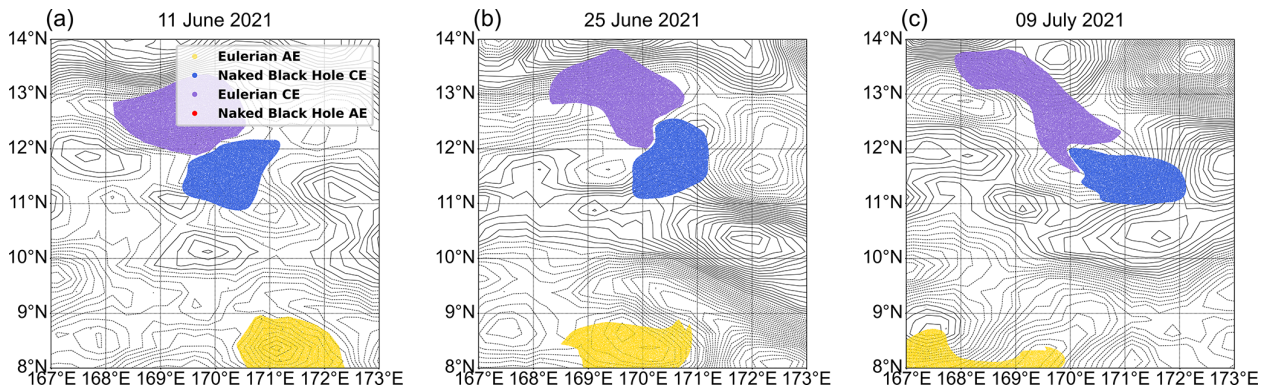 (a) 11 June 2021
14°N
13°N
12°N
11°N
10°N
9°N
8°N
167°E 168°E 169°E 170°E 171°E 172°E 173°E
Eulerian AE
Naked Black Hole CE
Eulerian CE
Naked Black Hole AE
(b) 25 June 2021
14°N
13°N
12°N
11°N
10°N
9°N
8°N
167°E 168°E 169°E 170°E 171°E 172°E 173°E
(c) 09 July 2021
14°N
13°N
12°N
11°N
10°N
9°N
8°N
167°E 168°E 169°E 170°E 171°E 172°E 173°E